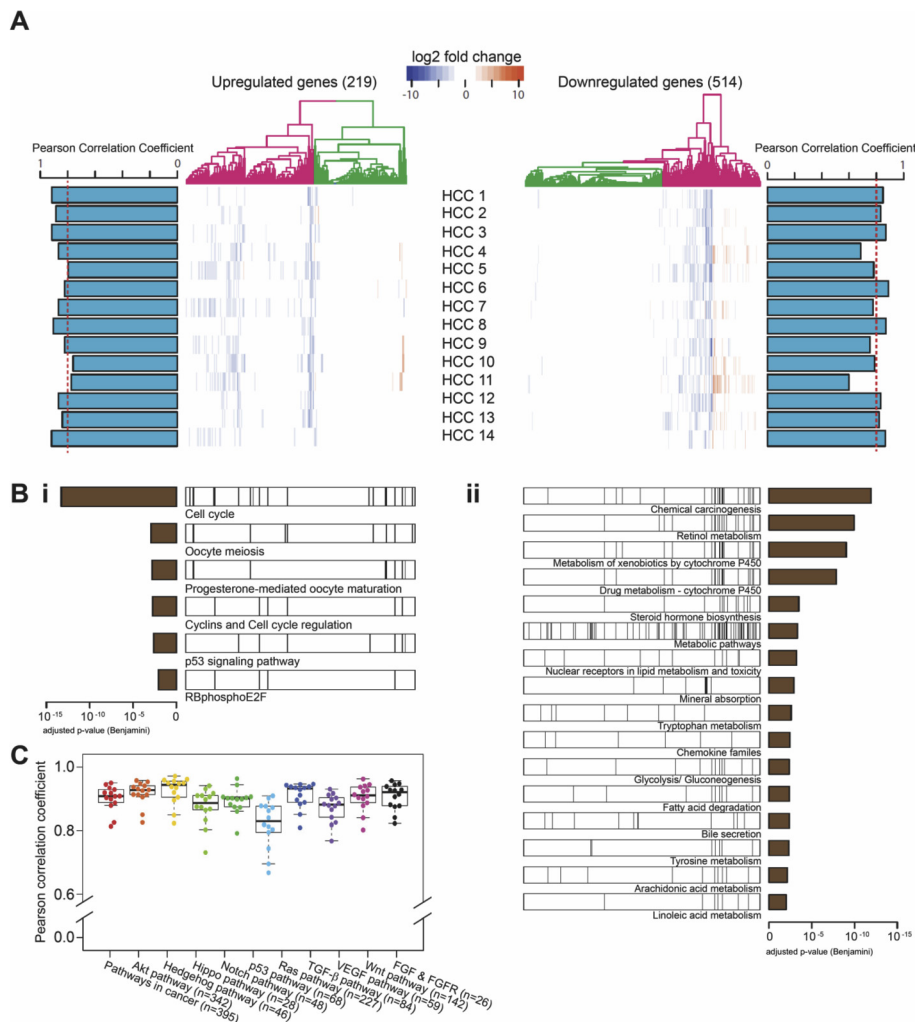 A
log2 fold change
-10 0 10
Upregulated genes (219)
Downregulated genes (514)
Pearson Correlation Coefficient
1 0
Pearson Correlation Coefficient
0 1
HCC 1
HCC 2
HCC 3
HCC 4
HCC 5
HCC 6
HCC 7
HCC 8
HCC 9
HCC 10
HCC 11
HCC 12
HCC 13
HCC 14
B i
Cell cycle
Oocyte meiosis
Progesterone-mediated oocyte maturation
Cyclins and Cell cycle regulation
p53 signaling pathway
RBphosphoE2F
10-15 10-10 10-5 0
adjusted p-value (Benjamini)
ii
Chemical carcinogenesis
Retinol metabolism
Metabolism of xenobiotics by cytochrome P450
Drug metabolism - cytochrome P450
Steroid hormone biosynthesis
Metabolic pathways
Nuclear receptors in lipid metabolism and toxicity
Mineral absorption
Tryptophan metabolism
Chemokine familes
Glycolysis/ Gluconeogenesis
Fatty acid degradation
Bile secretion
Tyrosine metabolism
Arachidonic acid metabolism
Linoleic acid metabolism
0 10-5 10-10 10-15
adjusted p-value (Benjamini)
C
Pearson correlation coefficient
1.0
0.8
0.6
0.0
Pathways in cancer (n=395)
Akt pathway (n=342)
Hedgehog pathway (n=46)
Hippo pathway (n=28)
Notch pathway (n=48)
p53 pathway (n=68)
Ras pathway (n=227)
TGF-β pathway (n=84)
VEGF pathway (n=59)
Wnt pathway (n=142)
FGF & FGFR (n=26)